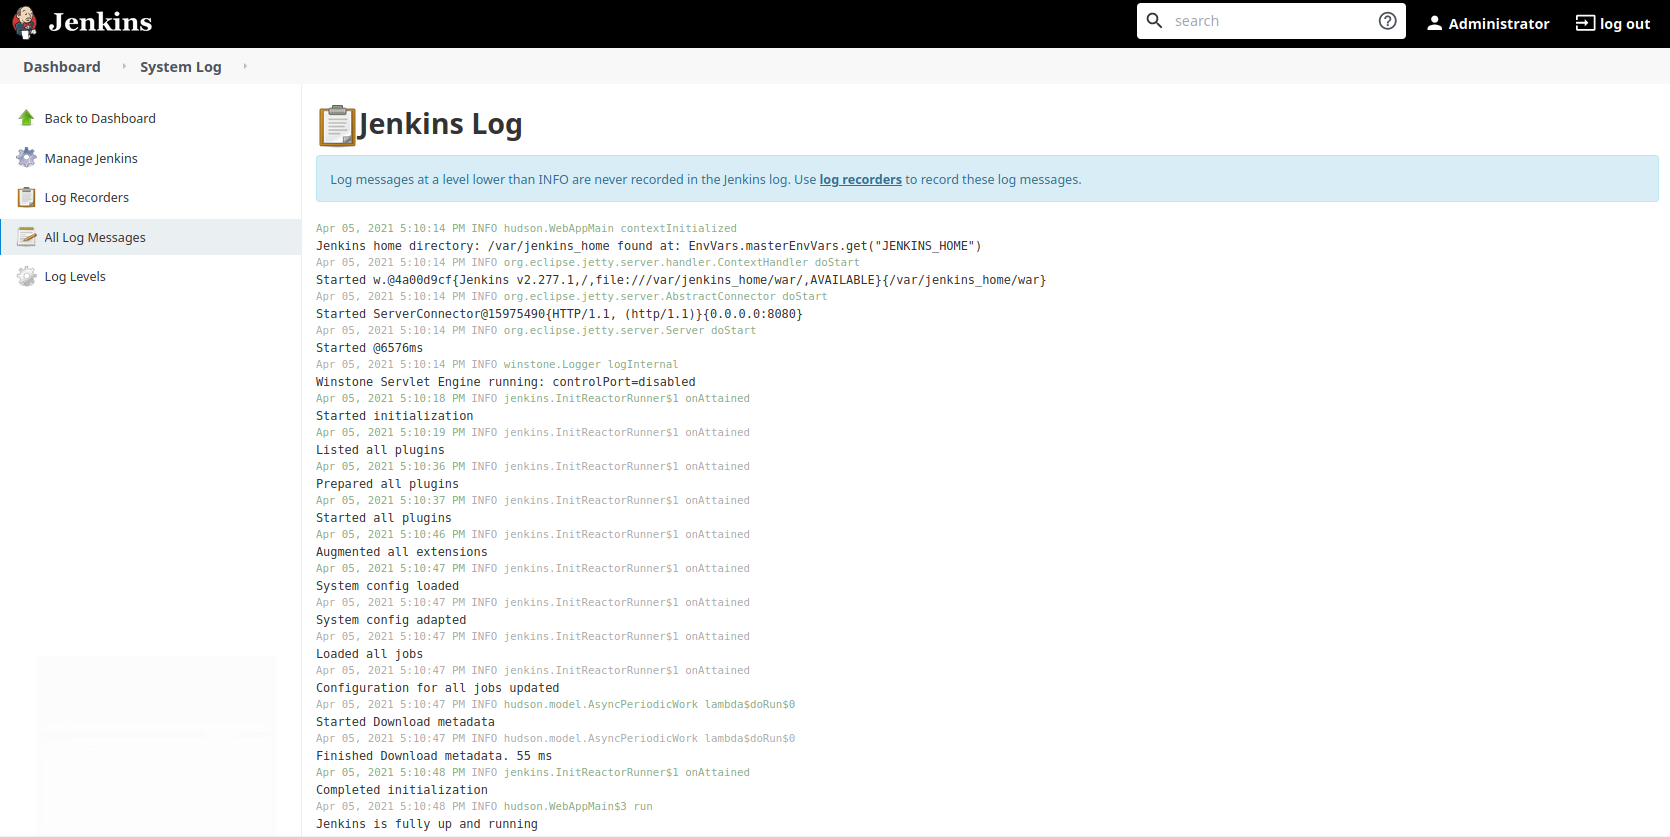 Jenkins
search
Administrator
log out
Dashboard
System Log
Back to Dashboard
Manage Jenkins
Log Recorders
All Log Messages
Log Levels
Jenkins Log
Log messages at a level lower than INFO are never recorded in the Jenkins log. Use log recorders to record these log messages.
Apr 05, 2021 5:10:14 PM INFO hudson.WebAppMain contextInitialized
Jenkins home directory: /var/jenkins_home found at: EnvVars.masterEnvVars.get("JENKINS_HOME")
Apr 05, 2021 5:10:14 PM INFO org.eclipse.jetty.server.handler.ContextHandler doStart
Started w.@4a00d9cf{Jenkins v2.277.1,/,file:///var/jenkins_home/war/,AVAILABLE}{/var/jenkins_home/war}
Apr 05, 2021 5:10:14 PM INFO org.eclipse.jetty.server.AbstractConnector doStart
Started ServerConnector@15975490{HTTP/1.1, (http/1.1)}{0.0.0.0:8080}
Apr 05, 2021 5:10:14 PM INFO org.eclipse.jetty.server.Server doStart
Started @6576ms
Apr 05, 2021 5:10:14 PM INFO winstone.Logger logInternal
Winstone Servlet Engine running: controlPort=disabled
Apr 05, 2021 5:10:18 PM INFO jenkins.InitReactorRunner$1 onAttained
Started initialization
Apr 05, 2021 5:10:19 PM INFO jenkins.InitReactorRunner$1 onAttained
Listed all plugins
Apr 05, 2021 5:10:36 PM INFO jenkins.InitReactorRunner$1 onAttained
Prepared all plugins
Apr 05, 2021 5:10:37 PM INFO jenkins.InitReactorRunner$1 onAttained
Started all plugins
Apr 05, 2021 5:10:46 PM INFO jenkins.InitReactorRunner$1 onAttained
Augmented all extensions
Apr 05, 2021 5:10:47 PM INFO jenkins.InitReactorRunner$1 onAttained
System config loaded
Apr 05, 2021 5:10:47 PM INFO jenkins.InitReactorRunner$1 onAttained
System config adapted
Apr 05, 2021 5:10:47 PM INFO jenkins.InitReactorRunner$1 onAttained
Loaded all jobs
Apr 05, 2021 5:10:47 PM INFO jenkins.InitReactorRunner$1 onAttained
Configuration for all jobs updated
Apr 05, 2021 5:10:47 PM INFO hudson.model.AsyncPeriodicWork lambda$doRun$0
Started Download metadata
Apr 05, 2021 5:10:47 PM INFO hudson.model.AsyncPeriodicWork lambda$doRun$0
Finished Download metadata. 55 ms
Apr 05, 2021 5:10:48 PM INFO jenkins.InitReactorRunner$1 onAttained
Completed initialization
Apr 05, 2021 5:10:48 PM INFO hudson.WebAppMain$3 run
Jenkins is fully up and running